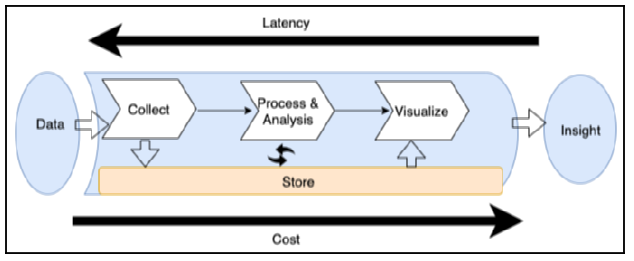 Latency
Data
Collect
Process &
Analysis
Visualize
Insight
Store
Cost